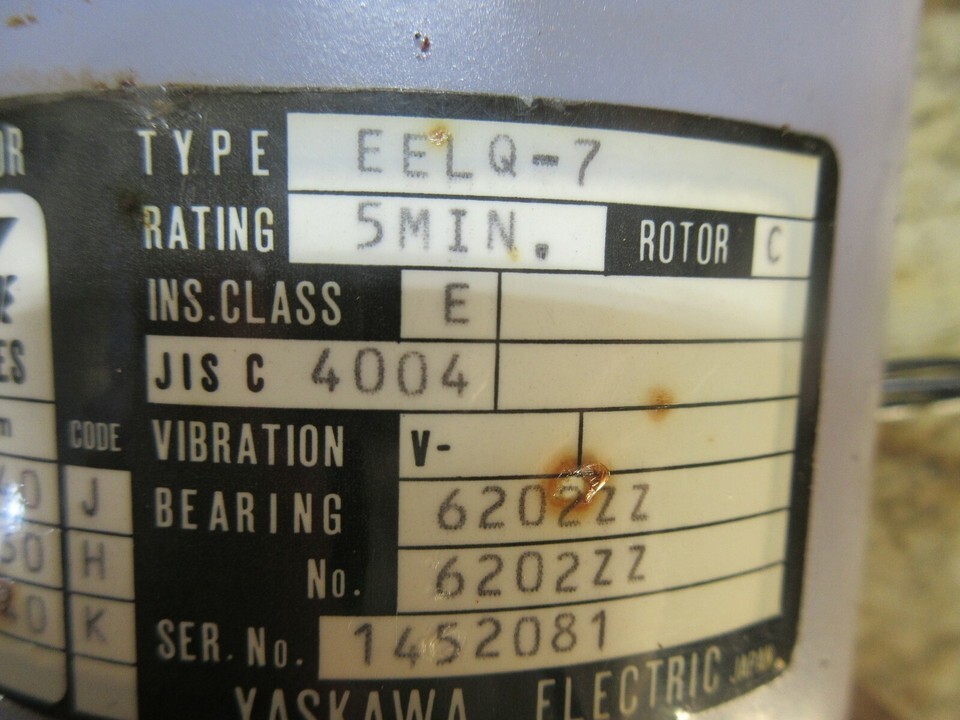 TYPE EELQ-7
RATING 5MIN. ROTOR C
INS.CLASS E
JIS C 4004
CODE
VIBRATION V-
J
BEARING 6202ZZ
H
No. 6202ZZ
K
SER. No. 1452081
YASKAWA ELECTRIC JAPAN